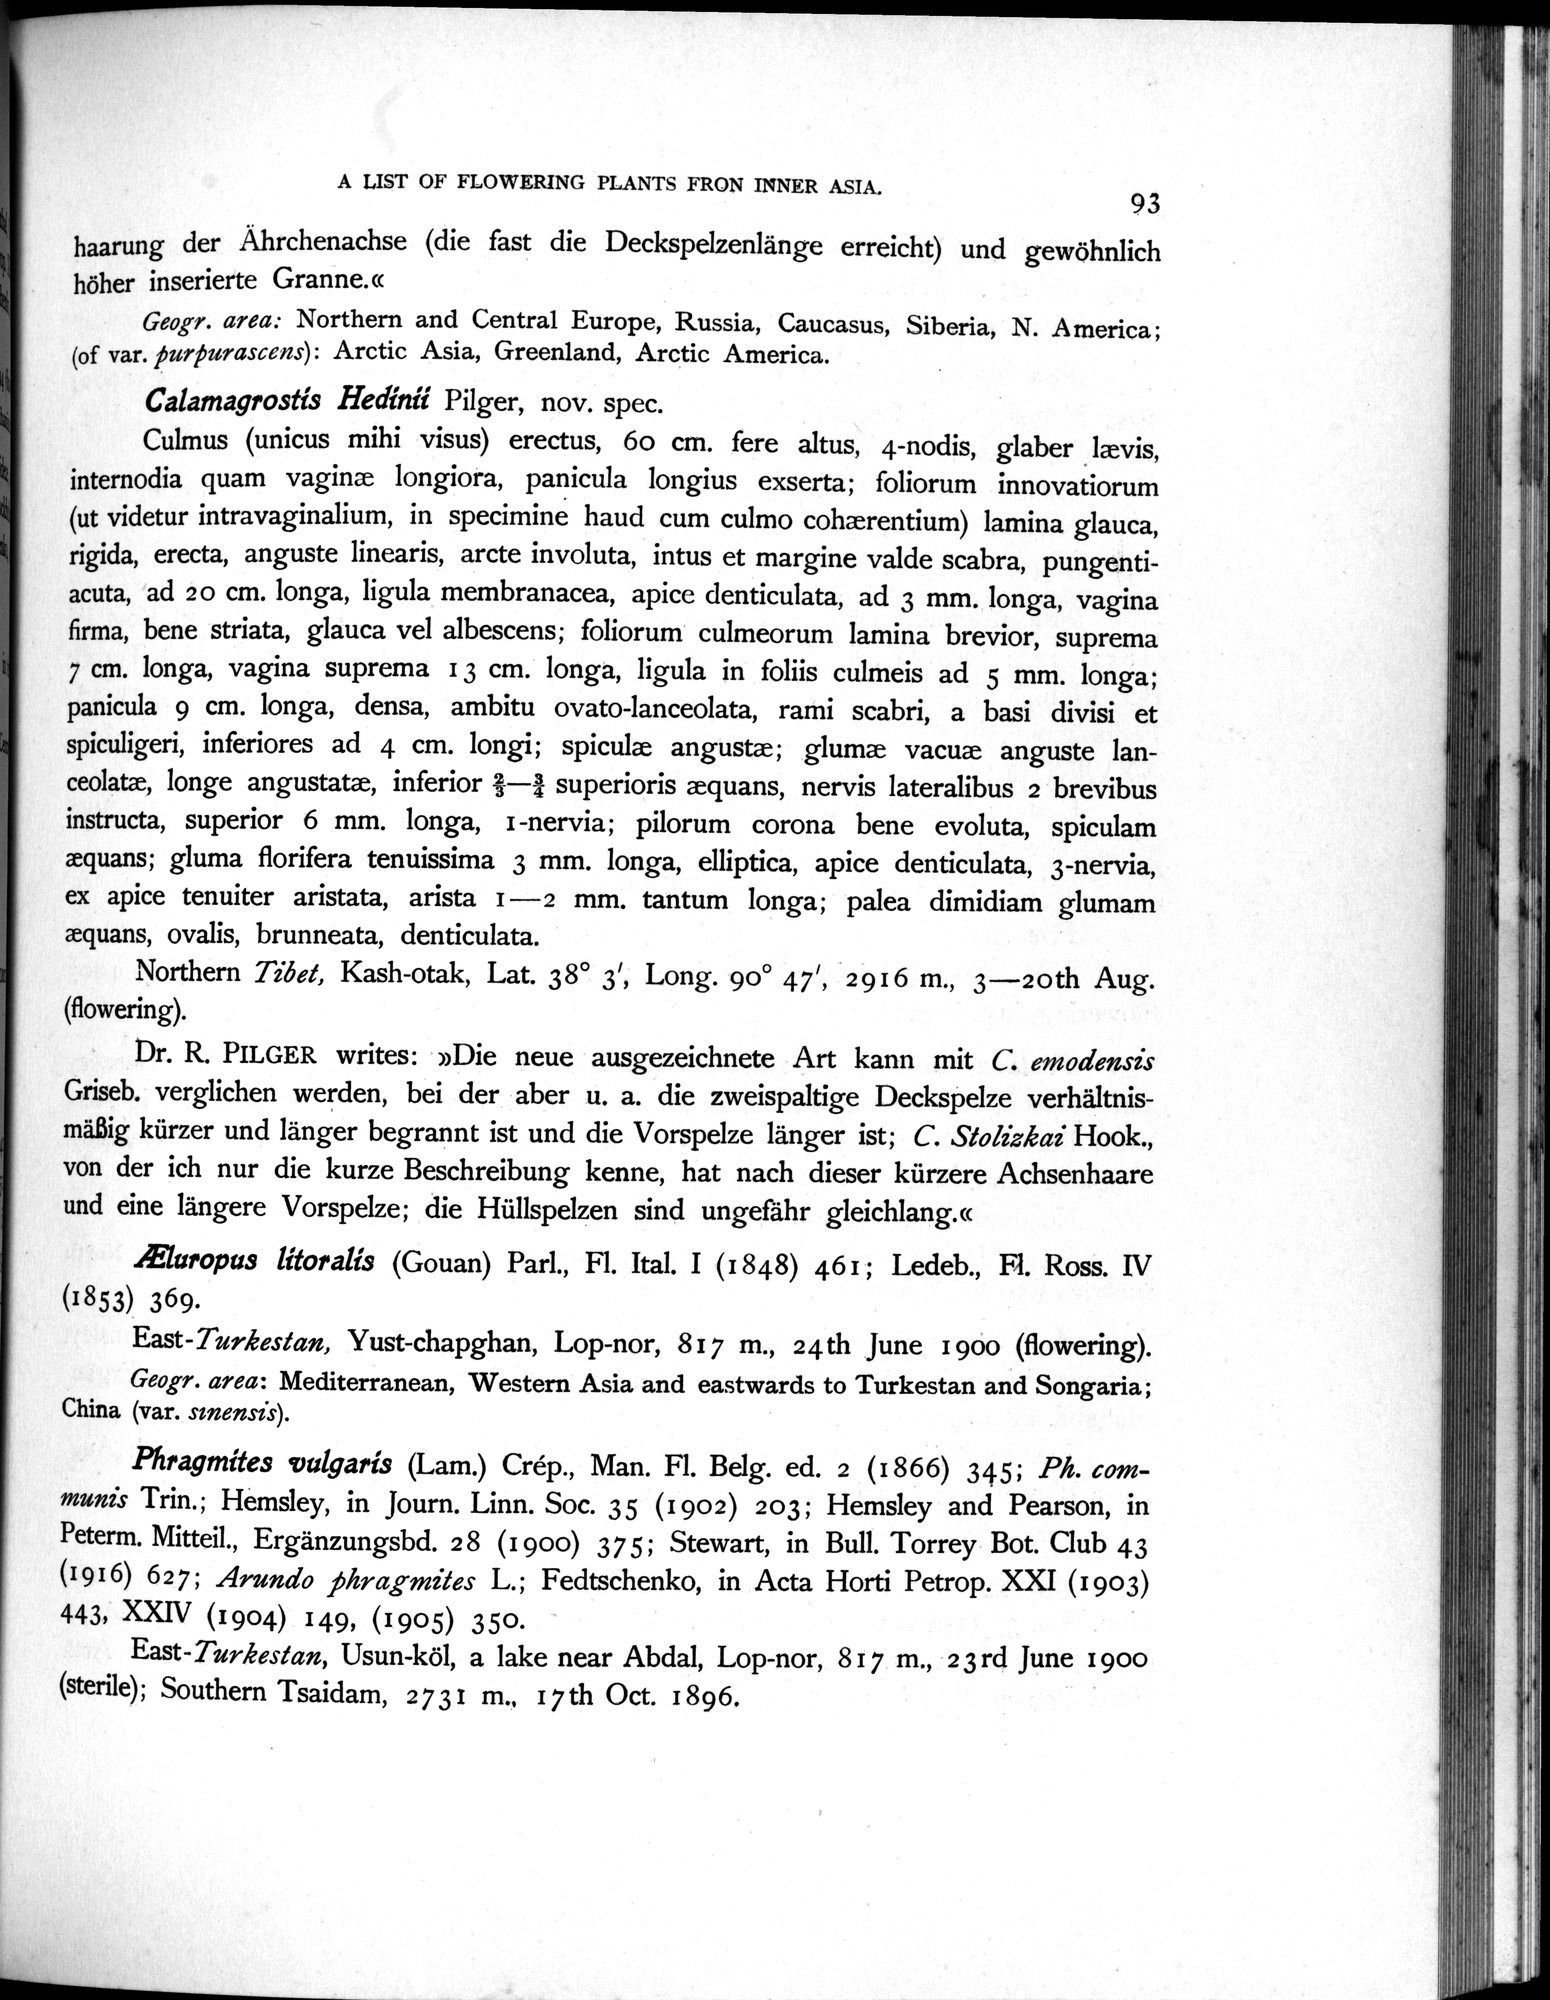 A LIST OF FLOWERING PLANTS FRON INNER ASIA.
93
haarung der Ährchenachse (die fast die Deckspelzenlänge erreicht) und gewöhnlich
höher inserierte Granne.«
Geogr. area: Northern and Central Europe, Russia, Caucasus, Siberia, N. America;
(of var. purpurascens): Arctic Asia, Greenland, Arctic America.
Calamagrostis Hedinii Pilger, nov. spec.
Culmus (unicus mihi visus) erectus, 60 cm. fere altus, 4-nodis, glaber lævis,
internodia quam vaginæ longiora, panicula longius exserta; foliorum innovatiorum
(ut videtur intravaginalium, in specimine haud cum culmo cohærentium) lamina glauca,
rigida, erecta, anguste linearis, arcte involuta, intus et margine valde scabra, pungenti-
acuta, ad 20 cm. longa, ligula membranacea, apice denticulata, ad 3 mm. longa, vagina
firma, bene striata, glauca vel albescens; foliorum culmeorum lamina brevior, suprema
7 cm. longa, vagina suprema 13 cm. longa, ligula in foliis culmeis ad 5 mm. longa;
panicula 9 cm. longa, densa, ambitu ovato-lanceolata, rami scabri, a basi divisi et
spiculigeri, inferiores ad 4 cm. longi; spiculæ angustæ; glumæ vacuæ anguste lan-
ceolatæ, longe angustatæ, inferior ⅔—¾ superioris æquans, nervis lateralibus 2 brevibus
instructa, superior 6 mm. longa, 1-nervia; pilorum corona bene evoluta, spiculam
æquans; gluma florifera tenuissima 3 mm. longa, elliptica, apice denticulata, 3-nervia,
ex apice tenuiter aristata, arista 1—2 mm. tantum longa; palea dimidiam glumam
æquans, ovalis, brunneata, denticulata.
Northern Tibet, Kash-otak, Lat. 38° 3′, Long. 90° 47′, 2916 m., 3—20th Aug.
(flowering).
Dr. R. PILGER writes: »Die neue ausgezeichnete Art kann mit C. emodensis
Griseb. verglichen werden, bei der aber u. a. die zweispaltige Deckspelze verhältnis-
mäßig kürzer und länger begrannt ist und die Vorspelze länger ist; C. Stolizkai Hook.,
von der ich nur die kurze Beschreibung kenne, hat nach dieser kürzere Achsenhaare
und eine längere Vorspelze; die Hüllspelzen sind ungefähr gleichlang.«
Æluropus litoralis (Gouan) Parl., Fl. Ital. I (1848) 461; Ledeb., Fl. Ross. IV
(1853) 369.
East-Turkestan, Yust-chapghan, Lop-nor, 817 m., 24th June 1900 (flowering).
Geogr. area: Mediterranean, Western Asia and eastwards to Turkestan and Songaria;
China (var. sinensis).
Phragmites vulgaris (Lam.) Crép., Man. Fl. Belg. ed. 2 (1866) 345; Ph. com-
munis Trin.; Hemsley, in Journ. Linn. Soc. 35 (1902) 203; Hemsley and Pearson, in
Peterm. Mitteil., Ergänzungsbd. 28 (1900) 375; Stewart, in Bull. Torrey Bot. Club 43
(1916) 627; Arundo phragmites L.; Fedtschenko, in Acta Horti Petrop. XXI (1903)
443, XXIV (1904) 149, (1905) 350.
East-Turkestan, Usun-köl, a lake near Abdal, Lop-nor, 817 m., 23rd June 1900
(sterile); Southern Tsaidam, 2731 m., 17th Oct. 1896.